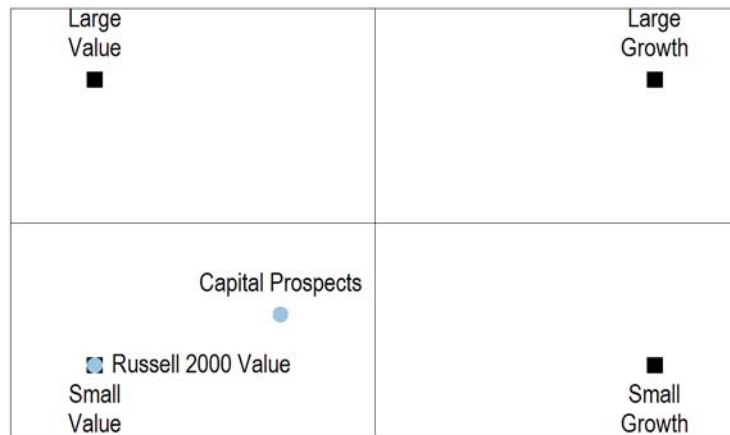 Large
Value
Large
Growth
Capital Prospects
Russell 2000 Value
Small
Value
Small
Growth